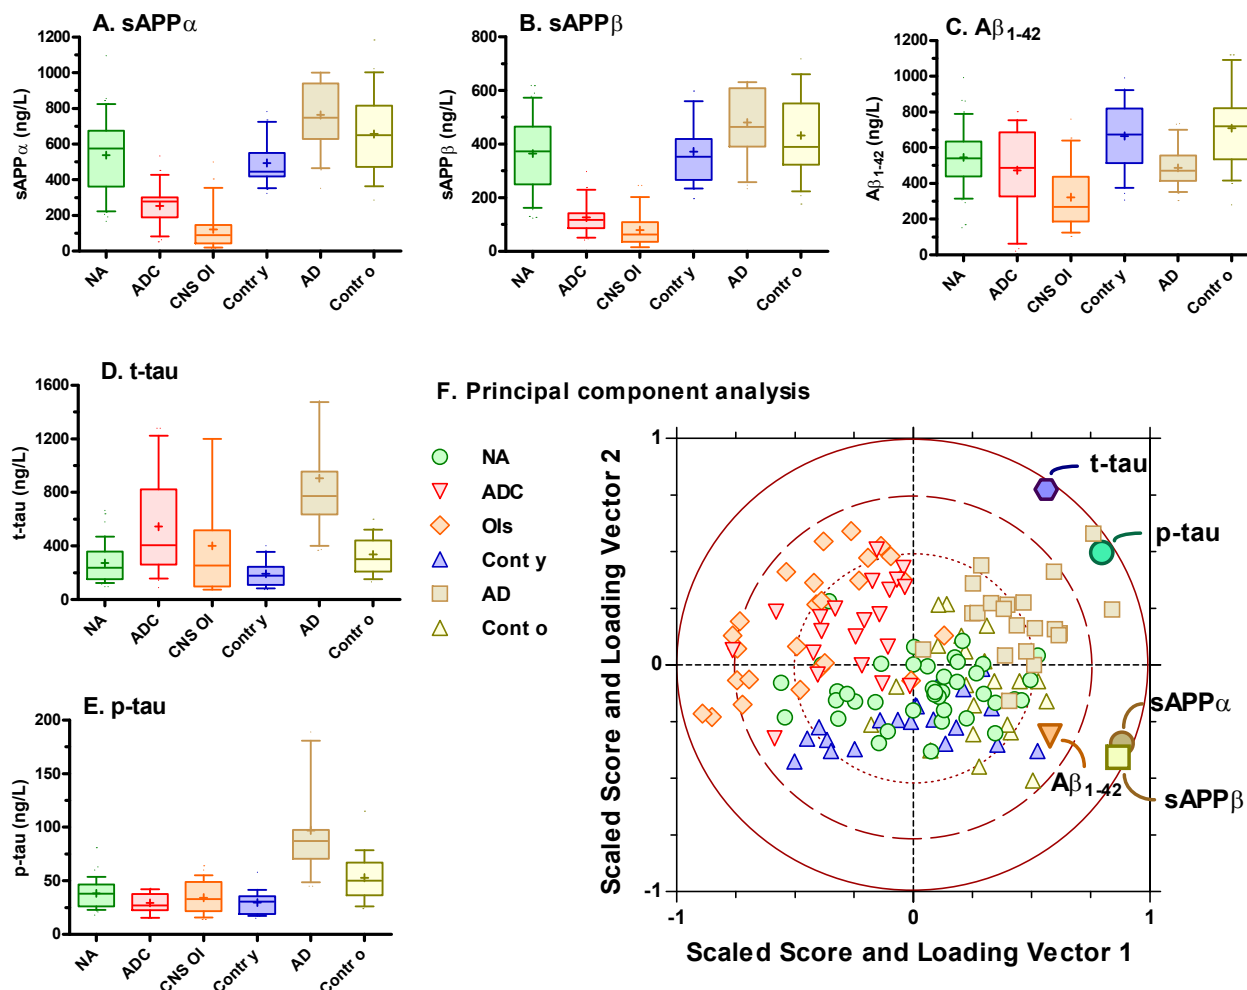 A. sAPPα
sAPPα (ng/L)
1200
1000
800
600
400
200
0
NA
ADC
CNS OI
Contr y
AD
Contr o
B. sAPPβ
sAPPβ (ng/L)
800
600
400
200
0
NA
ADC
CNS OI
Contr y
AD
Contr o
C. Aβ1-42
Aβ1-42 (ng/L)
1200
1000
800
600
400
200
0
NA
ADC
CNS OI
Contr y
AD
Contr o
D. t-tau
t-tau (ng/L)
1600
1200
800
400
0
NA
ADC
CNS OI
Contr y
AD
Contr o
E. p-tau
p-tau (ng/L)
200
150
100
50
0
NA
ADC
CNS OI
Contr y
AD
Contr o
F. Principal component analysis
NA
ADC
OIs
Cont y
AD
Cont o
Scaled Score and Loading Vector 2
1
0
-1
t-tau
p-tau
sAPPα
Aβ1-42
sAPPβ
-1
0
1
Scaled Score and Loading Vector 1